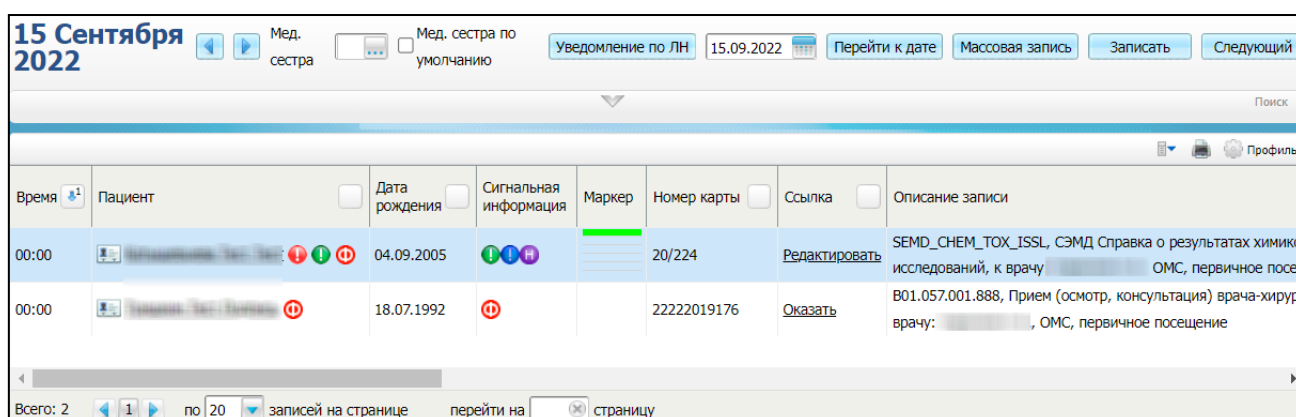 15 Сентября 2022
Мед. сестра
...
Мед. сестра по умолчанию
Уведомление по ЛН
15.09.2022
Перейти к дате
Массовая запись
Записать
Следующий
Поиск
Профиль
Время 1 Пациент Дата рождения Сигнальная информация Маркер Номер карты Ссылка Описание записи
00:00 04.09.2005 Н 20/224 Редактировать SEMD_CHEM_TOX_ISSL, СЭМД Справка о результатах
исследований, к врачу ОМС, первичное
00:00 18.07.1992 22222019176 Оказать B01.057.001.888, Прием (осмотр, консультация)
врачу: , ОМС, первичное посещение
Всего: 2 1 по 20 записей на странице перейти на страницу